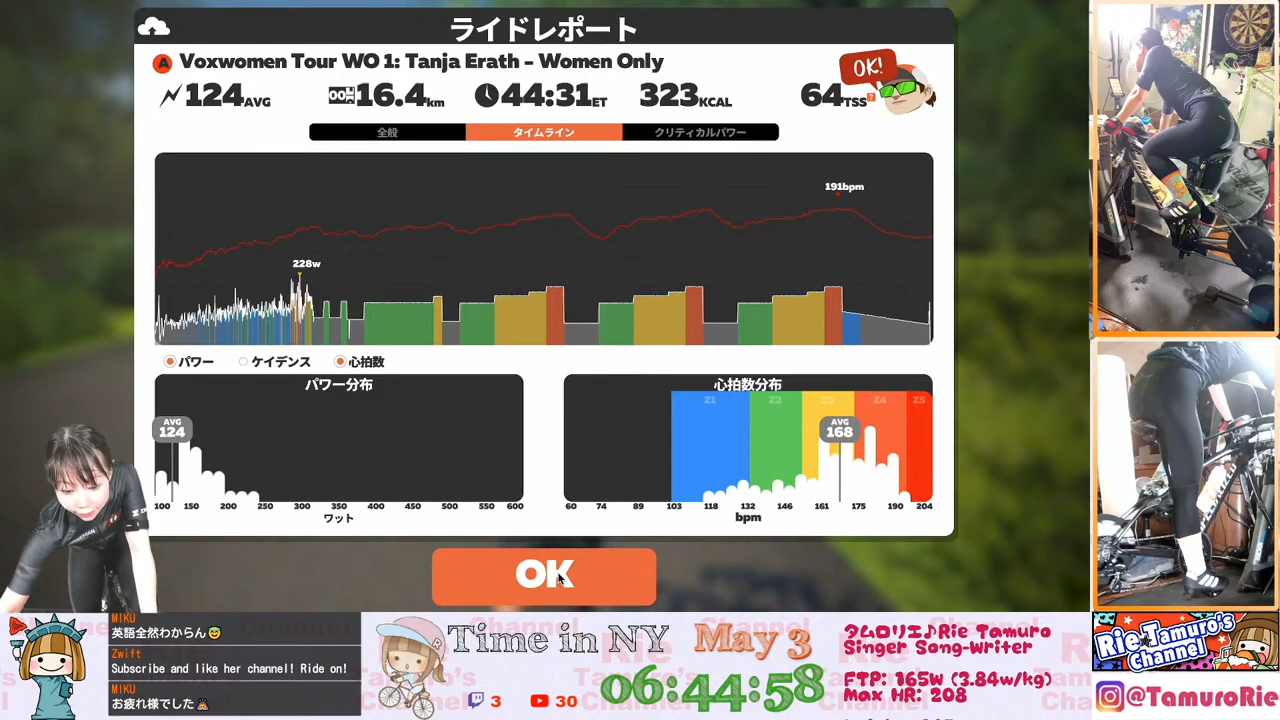 ライドレポート
A Voxwomen Tour WO 1: Tanja Erath - Women Only
OK!
124AVG 16.4km 44:31ET 323KCAL 64TSS?
全般 タイムライン クリティカルパワー
191bpm
228w
パワー ケイデンス 心拍数
パワー分布
AVG
124
100 150 200 250 300 350 400 450 500 550 600
ワット
心拍数分布
Z1 Z2 Z3 Z4 Z5
AVG
168
60 74 89 103 118 132 146 161 175 190 204
bpm
OK
MIKU
英語全然わからん😇
Zwift
Subscribe and like her channel! Ride on!
MIKU
お疲れ様でした🙇
Time in NY May 3
06:44:58
3 30
タムロリエ♪Rie Tamuro
Singer Song-Writer
FTP: 165W (3.84w/kg)
Max HR: 208
Rie Tamuro's
Channel
@TamuroRie